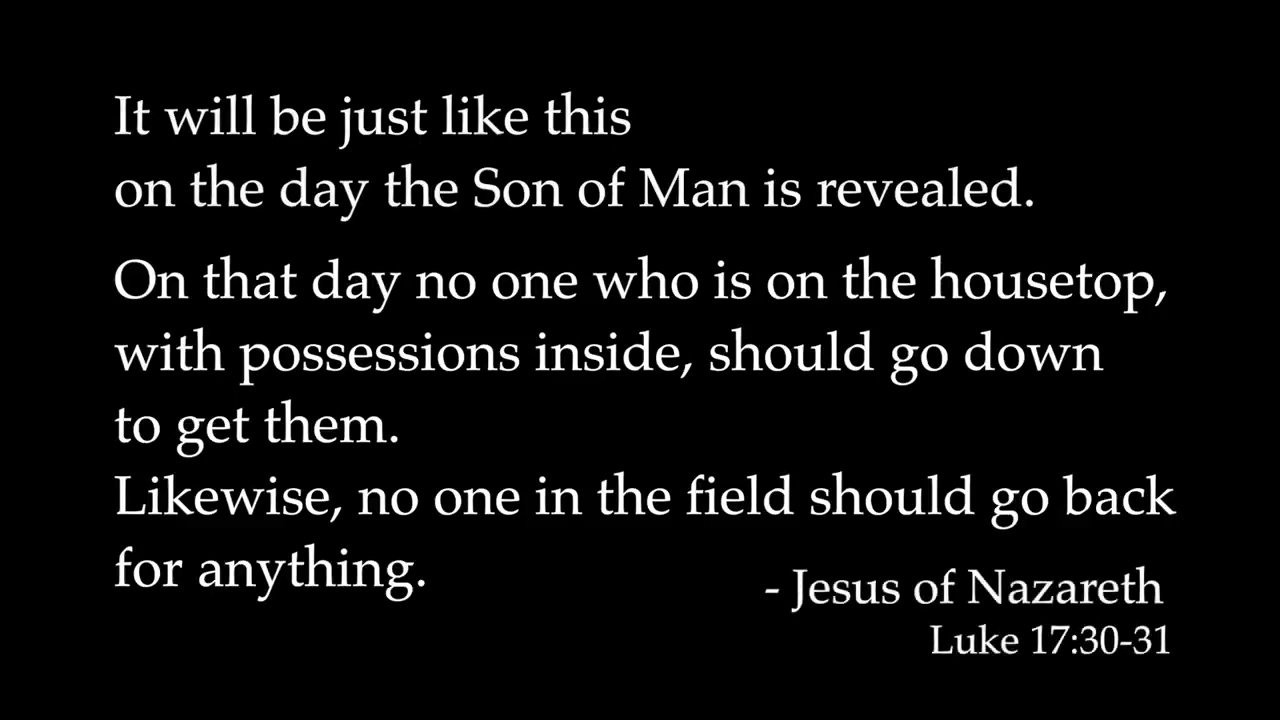 It will be just like this
on the day the Son of Man is revealed.
On that day no one who is on the housetop,
with possessions inside, should go down
to get them.
Likewise, no one in the field should go back
for anything.
- Jesus of Nazareth
Luke 17:30-31